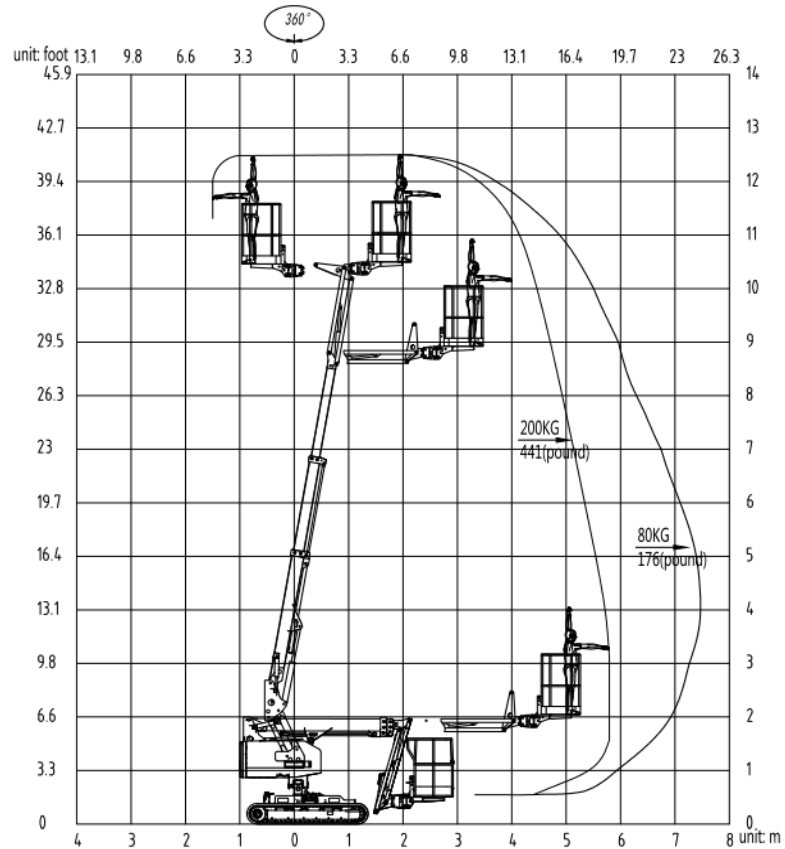 360°
unit: foot 13.1 9.8 6.6 3.3 0 3.3 6.6 9.8 13.1 16.4 19.7 23 26.3
45.9 14
42.7 13
39.4 12
36.1 11
32.8 10
29.5 9
26.3 8
200KG
441(pound)
23 7
19.7 6
80KG
176(pound)
16.4 5
13.1 4
9.8 3
6.6 2
3.3 1
0 0
4 3 2 1 0 1 2 3 4 5 6 7 8 unit: m